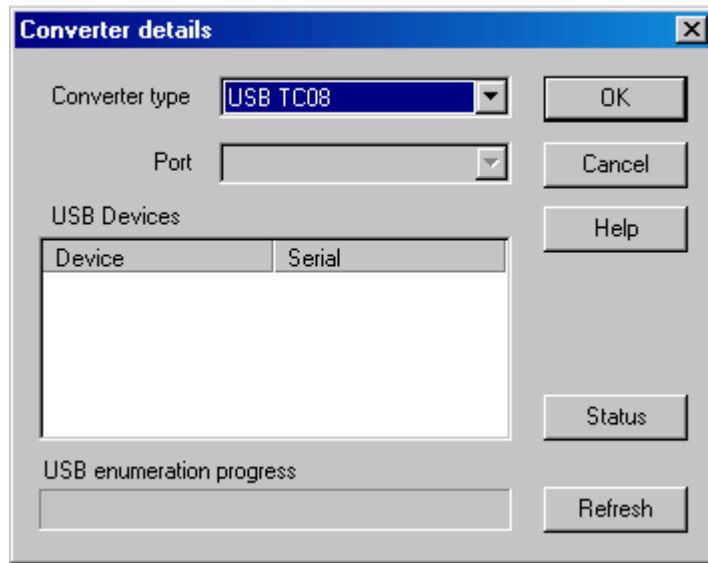 Converter details
Converter type USB TC08 OK
Port Cancel
USB Devices Help
Device Serial
Status
USB enumeration progress
Refresh